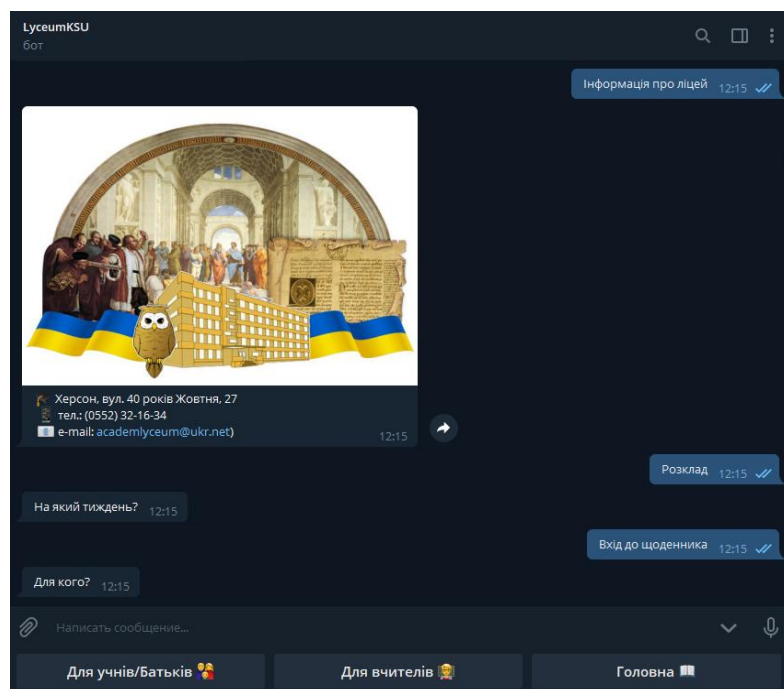 LyceumKSU
бот
Інформація про ліцей 12:15
Херсон, вул. 40 років Жовтня, 27
тел.: (0552) 32-16-34
e-mail: academlyceum@ukr.net)
12:15
Розклад 12:15
На який тиждень? 12:15
Вхід до щоденника 12:15
Для кого? 12:15
Написать сообщение...
Для учнів/Батьків
Для вчителів
Головна